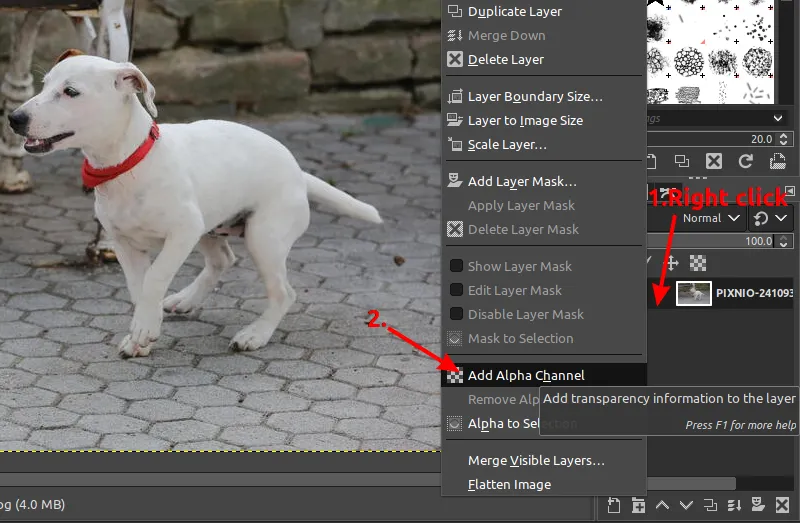 Duplicate Layer
Merge Down
Delete Layer
Layer Boundary Size...
Layer to Image Size
Scale Layer...
Add Layer Mask...
Apply Layer Mask
Delete Layer Mask
Show Layer Mask
Edit Layer Mask
Disable Layer Mask
Mask to Selection
Add Alpha Channel
Remove Alp
Alpha to Selection
Merge Visible Layers...
Flatten Image
Add transparency information to the layer
Press F1 for more help
20.0
1.Right click
Normal
100.0
PIXNIO-241093
2.
(4.0 MB)